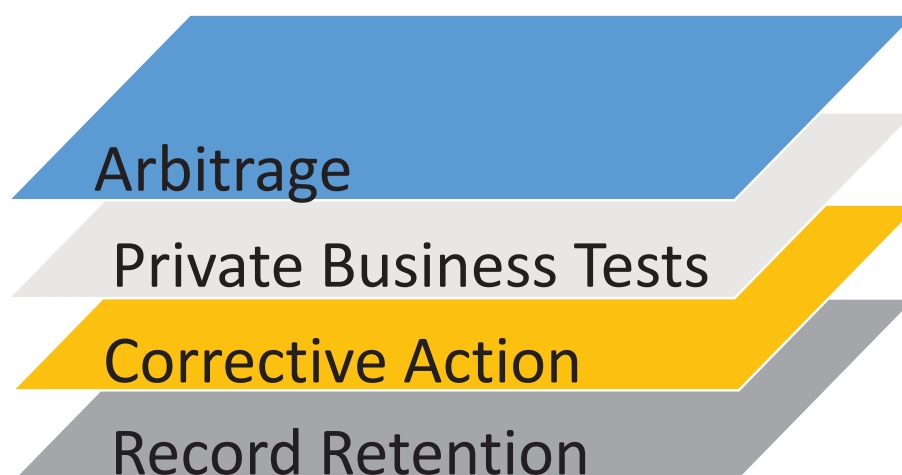 Arbitrage
Private Business Tests
Corrective Action
Record Retention